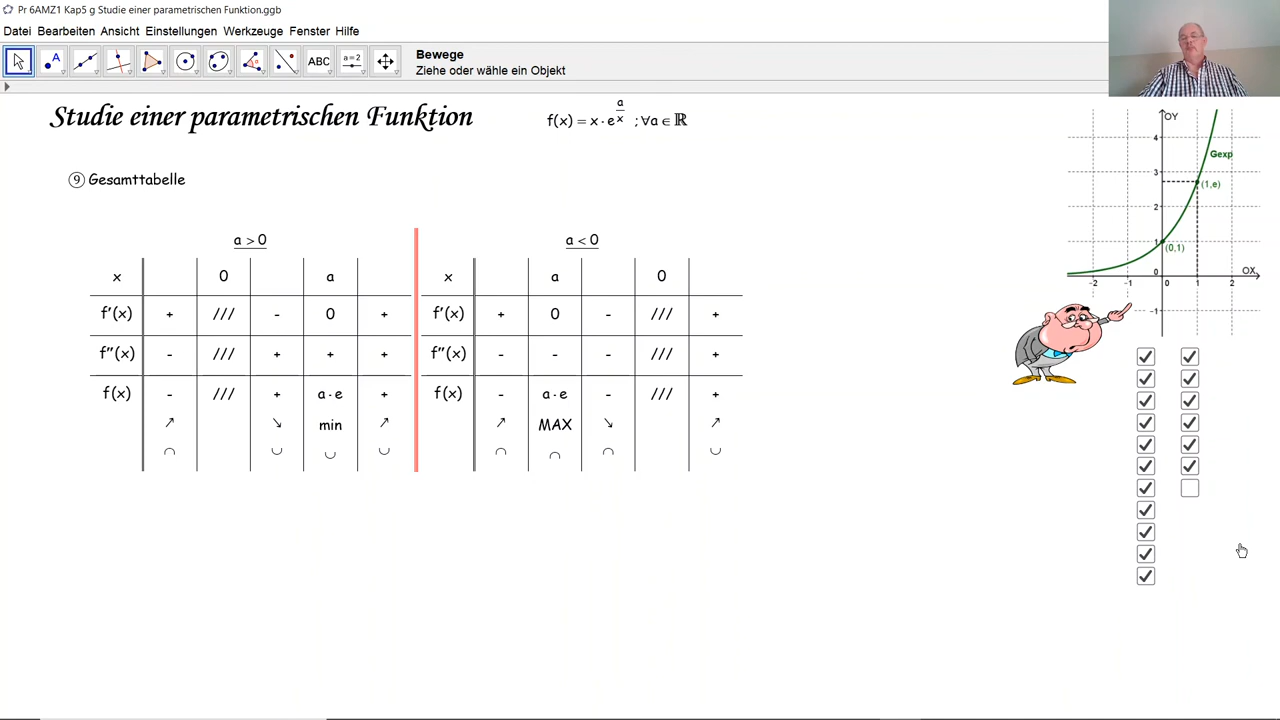 Pr 6AMZ1 Kap5 g Studie einer parametrischen Funktion.ggb
Datei Bearbeiten Ansicht Einstellungen Werkzeuge Fenster Hilfe
A ABC a=2
Bewege
Ziehe oder wähle ein Objekt
Studie einer parametrischen Funktion
f(x) = x · e^(a/x) ; ∀a ∈ ℝ
⑨ Gesamttabelle
a > 0
x 0 a
f'(x) + /// - 0 +
f''(x) - /// + + +
f(x) - /// + a · e +
↗ ↘ min ↗
◠ ◡ ◡ ◡
a < 0
x a 0
f'(x) + 0 - /// +
f''(x) - - - /// +
f(x) - a · e - /// +
↗ MAX ↘ ↗
◠ ◠ ◠ ◡
OY
4
Gexp
3
(1,e)
2
1
(0,1)
0 OX
-2 -1 0 1 2
-1